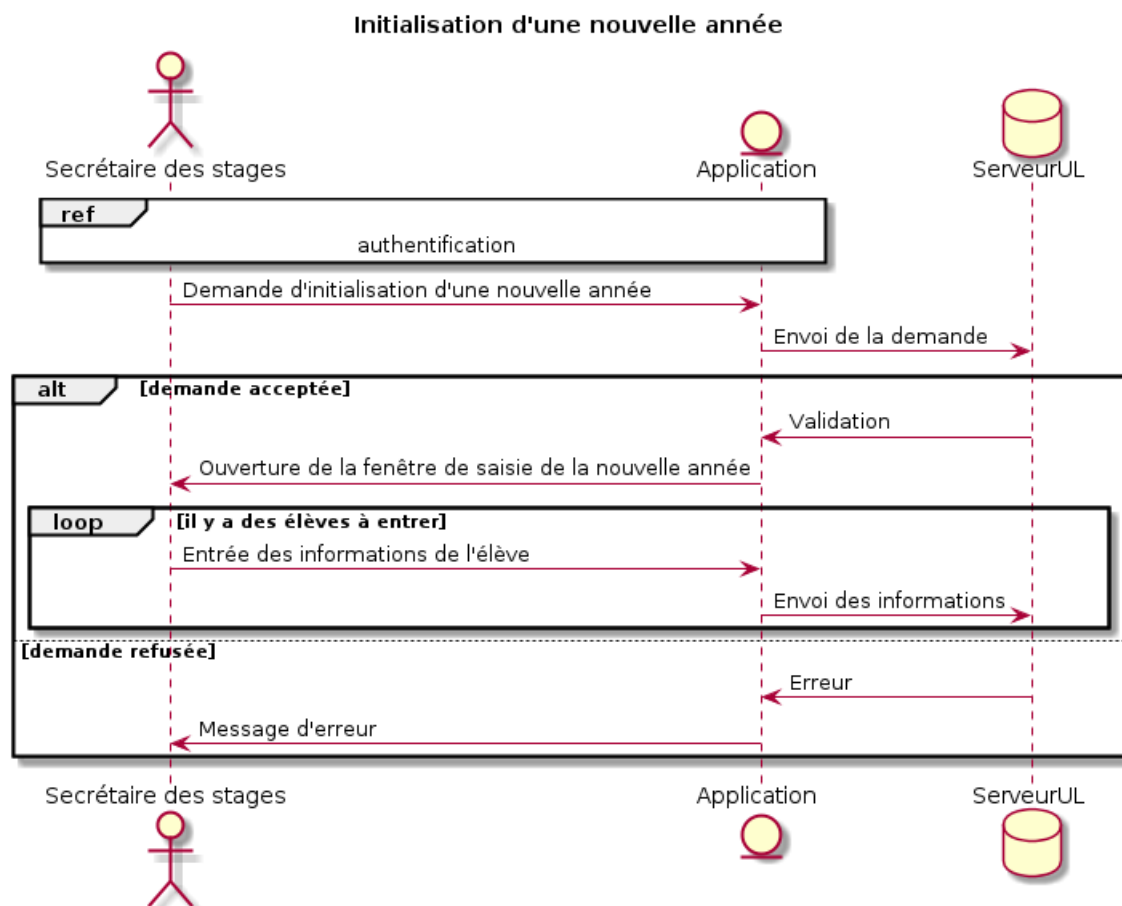 Initialisation d'une nouvelle année
Secrétaire des stages
Application
ServeurUL
ref
authentification
Demande d'initialisation d'une nouvelle année
Envoi de la demande
alt [demande acceptée]
Validation
Ouverture de la fenêtre de saisie de la nouvelle année
loop [il y a des élèves à entrer]
Entrée des informations de l'élève
Envoi des informations
[demande refusée]
Erreur
Message d'erreur
Secrétaire des stages
Application
ServeurUL